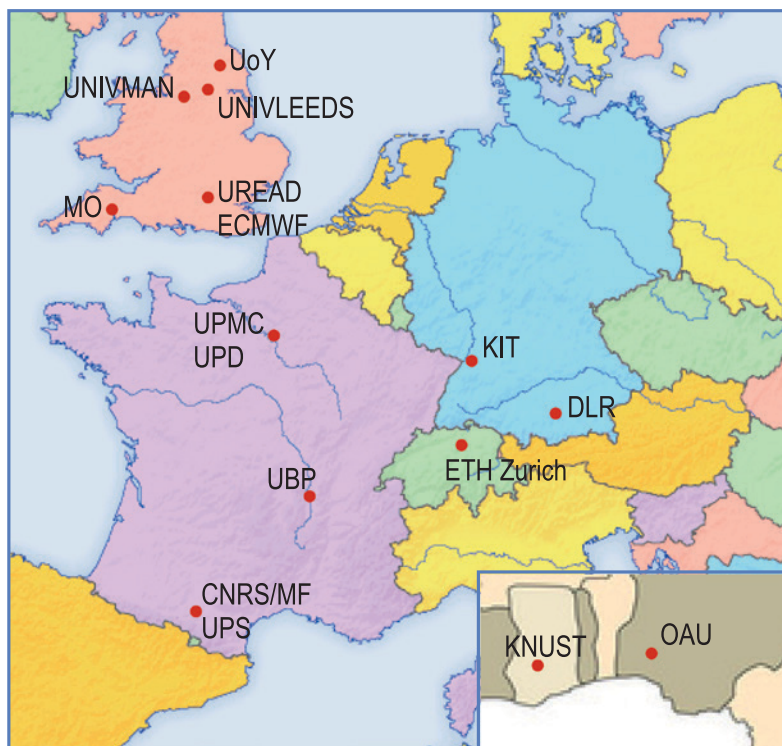 UoY
UNIVMAN
UNIVLEEDS
MO
UREAD
ECMWF
UPMC
UPD
KIT
DLR
ETH Zurich
UBP
CNRS/MF
UPS
KNUST
OAU